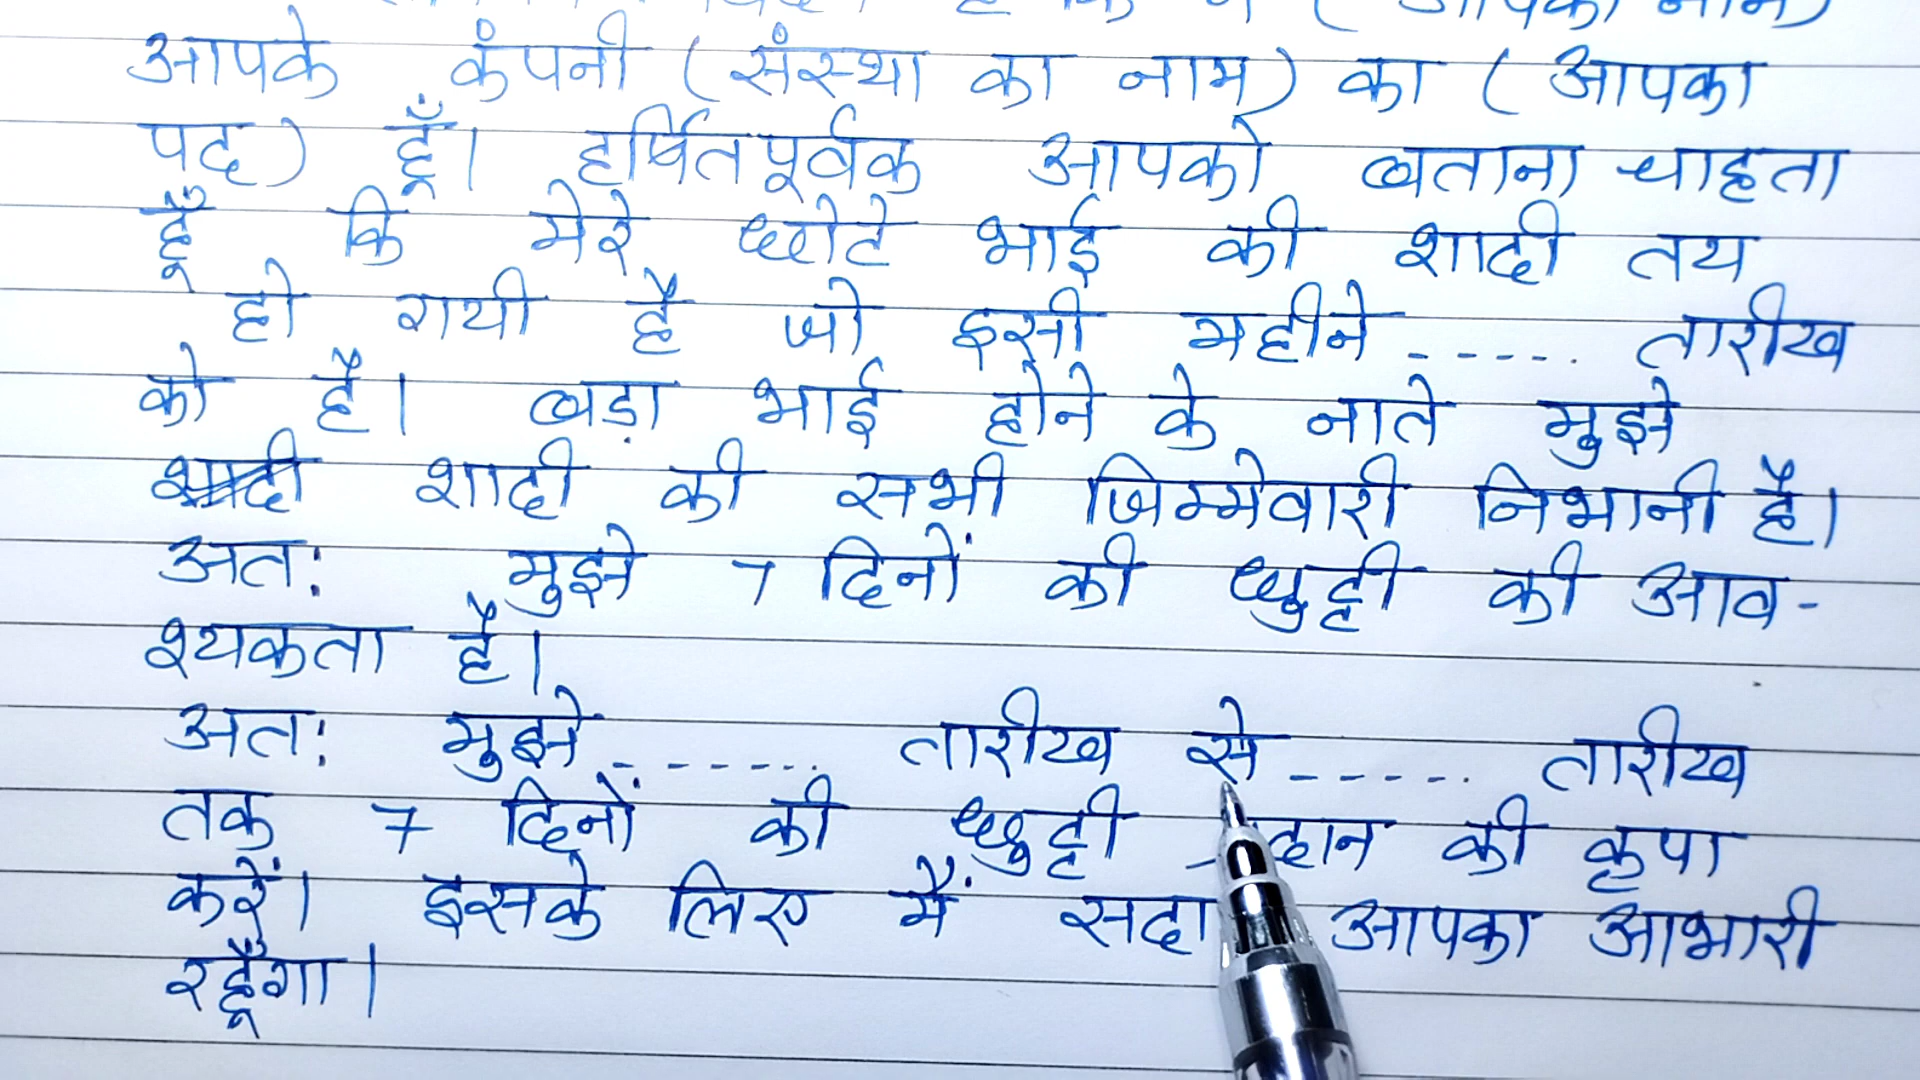 (आपका नाम)
आपके कंपनी (संस्था का नाम) का (आपका
पद) हूँ। हर्षितपूर्वक आपको बताना चाहता
हूँ कि मेरे छोटे भाई की शादी तय
हो गयी है जो इसी महीने ----- तारीख
को है। बड़ा भाई होने के नाते मुझे
शादी शादी की सभी जिम्मेवारी निभानी है।
अत: मुझे 7 दिनों की छुट्टी की आव-
श्यकता है।
अत: मुझे ------- तारीख से ----- तारीख
तक 7 दिनों की छुट्टी की कृपा
करें। इसके लिए मैं सदा आपका आभारी
रहूँगा।